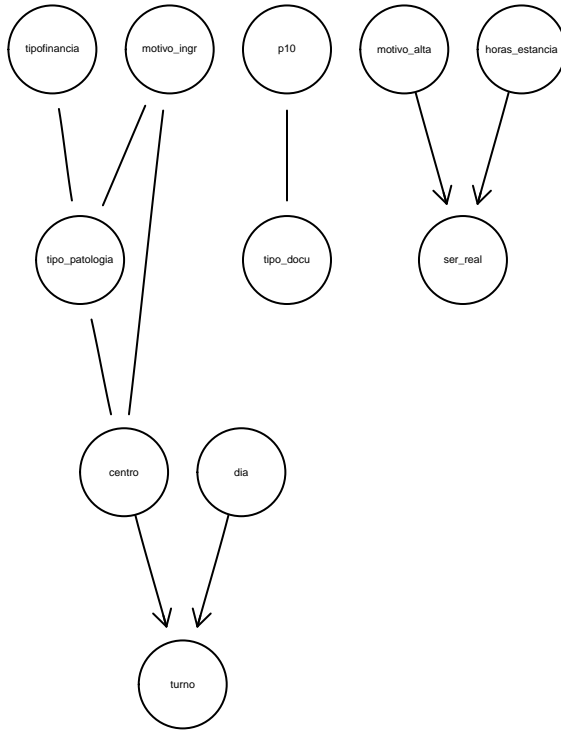 tipofinancia
motivo_ingr
p10
motivo_alta
horas_estancia
tipo_patologia
tipo_docu
ser_real
centro
dia
turno